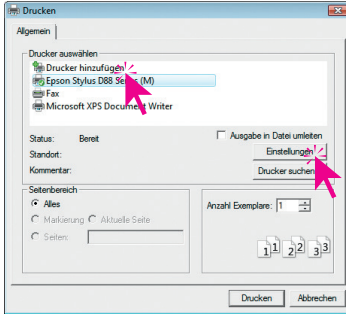 Drucken
Allgemein
Drucker auswählen
Drucker hinzufügen
Epson Stylus D88 Series (M)
Fax
Microsoft XPS Document Writer
Status: Bereit
Ausgabe in Datei umleiten
Standort:
Einstellungen
Kommentar:
Drucker suchen
Seitenbereich
Alles
Anzahl Exemplare: 1
Markierung Aktuelle Seite
Seiten:
1 1 2 2 3 3
Drucken Abbrechen